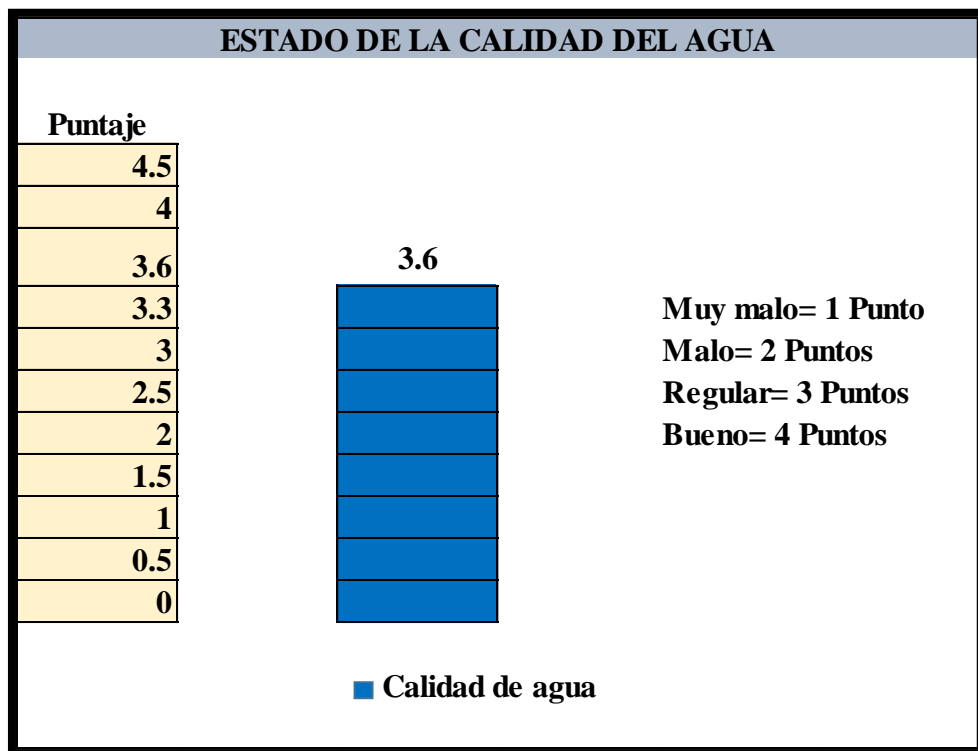 ESTADO DE LA CALIDAD DEL AGUA
Puntaje
4.5
4
3.6
3.3
3
2.5
2
1.5
1
0.5
0
3.6
Muy malo= 1 Punto
Malo= 2 Puntos
Regular= 3 Puntos
Bueno= 4 Puntos
Calidad de agua